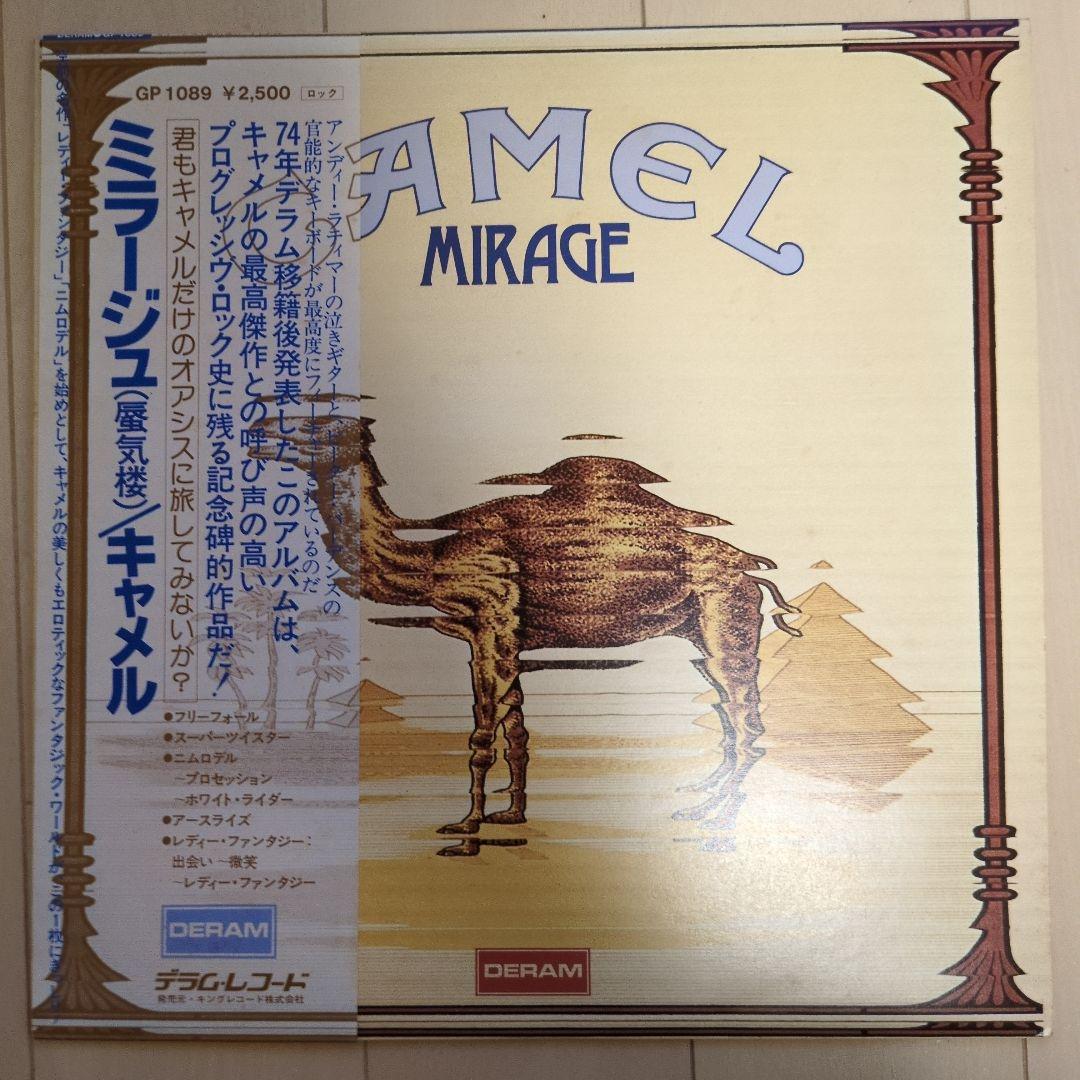 DERAM GP 1089
GP 1089 ¥2,500 ロック
CAMEL
MIRAGE
アンディー・ラティマーの泣きギターと、
官能的なキーボードが最高度にフィーチャーされているのだ
74年デラム移籍後発表したこのアルバムは、
キャメルの最高傑作との呼び声の高い
プログレッシヴ・ロック史に残る記念碑的作品だ!
君もキャメルだけのオアシスに旅してみないか?
ミラージュ(蜃気楼)/キャメル
「ニムロデル」を始めとして、キャメルの美しくもエロティックなファンタジック・ワールドが
●フリーフォール
●スーパーツイスター
●ニムロデル
~プロセッション
~ホワイト・ライダー
●アースライズ
●レディー・ファンタジー:
出会い~微笑
~レディー・ファンタジー
DERAM
デラム・レコード
発売元・キングレコード株式会社
DERAM